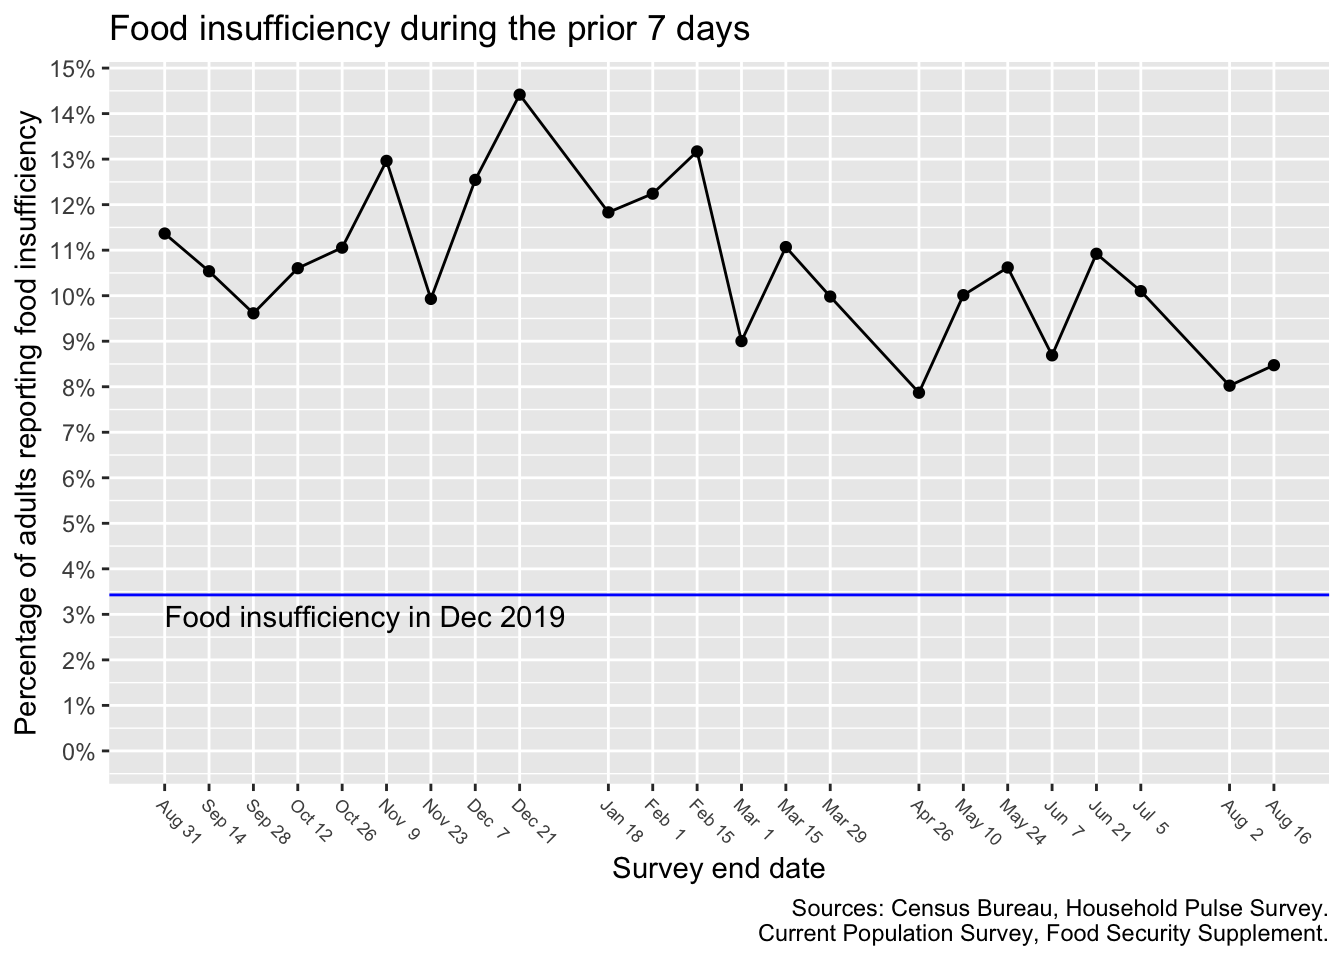 Food insufficiency during the prior 7 days
Percentage of adults reporting food insufficiency
15%
14%
13%
12%
11%
10%
9%
8%
7%
6%
5%
4%
3%
2%
1%
0%
Food insufficiency in Dec 2019
Aug 31
Sep 14
Sep 28
Oct 12
Oct 26
Nov 9
Nov 23
Dec 7
Dec 21
Jan 18
Feb 1
Feb 15
Mar 1
Mar 15
Mar 29
Apr 26
May 10
May 24
Jun 7
Jun 21
Jul 5
Aug 2
Aug 16
Survey end date
Sources: Census Bureau, Household Pulse Survey.
Current Population Survey, Food Security Supplement.